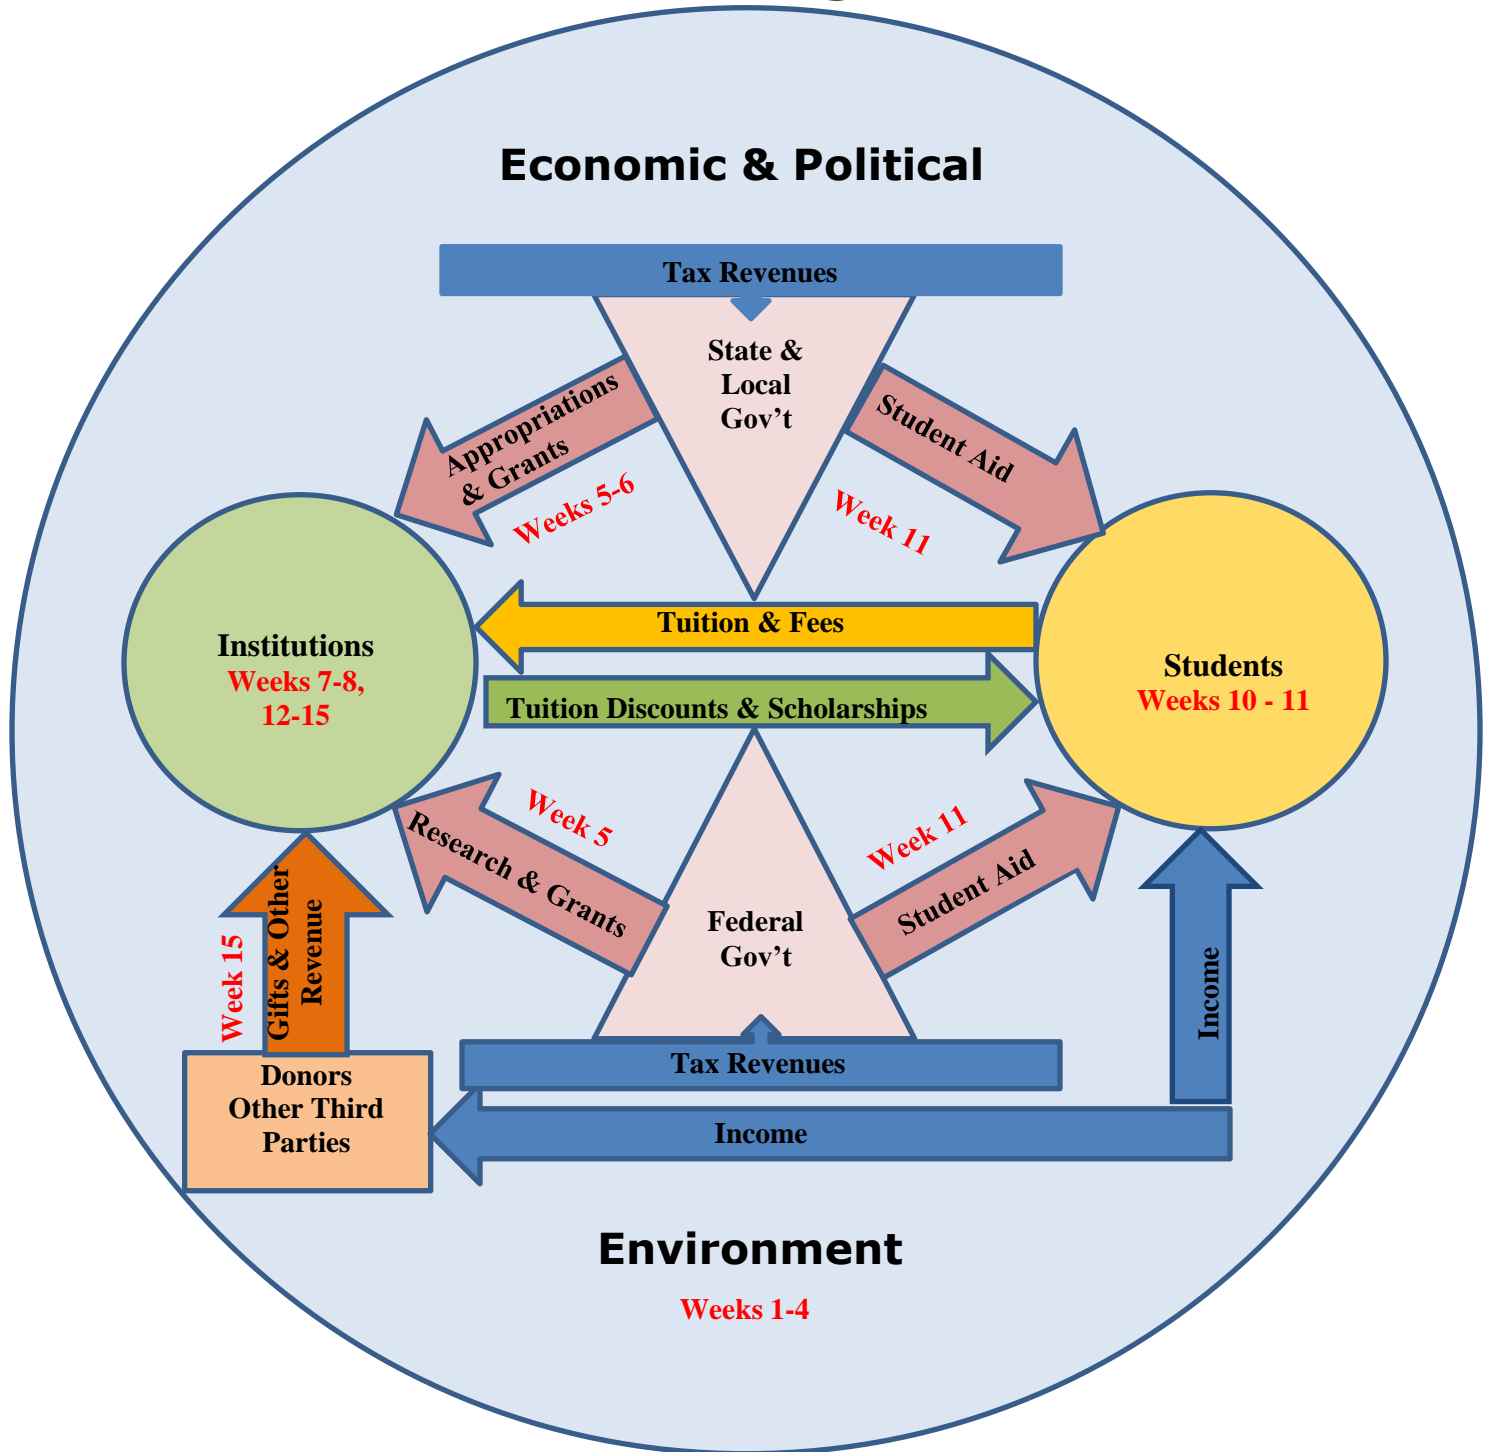 Economic & Political
Tax Revenues
State &
Local
Gov’t
Appropriations
& Grants
Weeks 5-6
Student Aid
Week 11
Tuition & Fees
Institutions
Weeks 7-8,
12-15
Students
Weeks 10 - 11
Tuition Discounts & Scholarships
Week 5
Research & Grants
Week 11
Student Aid
Federal
Gov’t
Week 15
Gifts & Other
Revenue
Income
Tax Revenues
Donors
Other Third
Parties
Income
Environment
Weeks 1-4